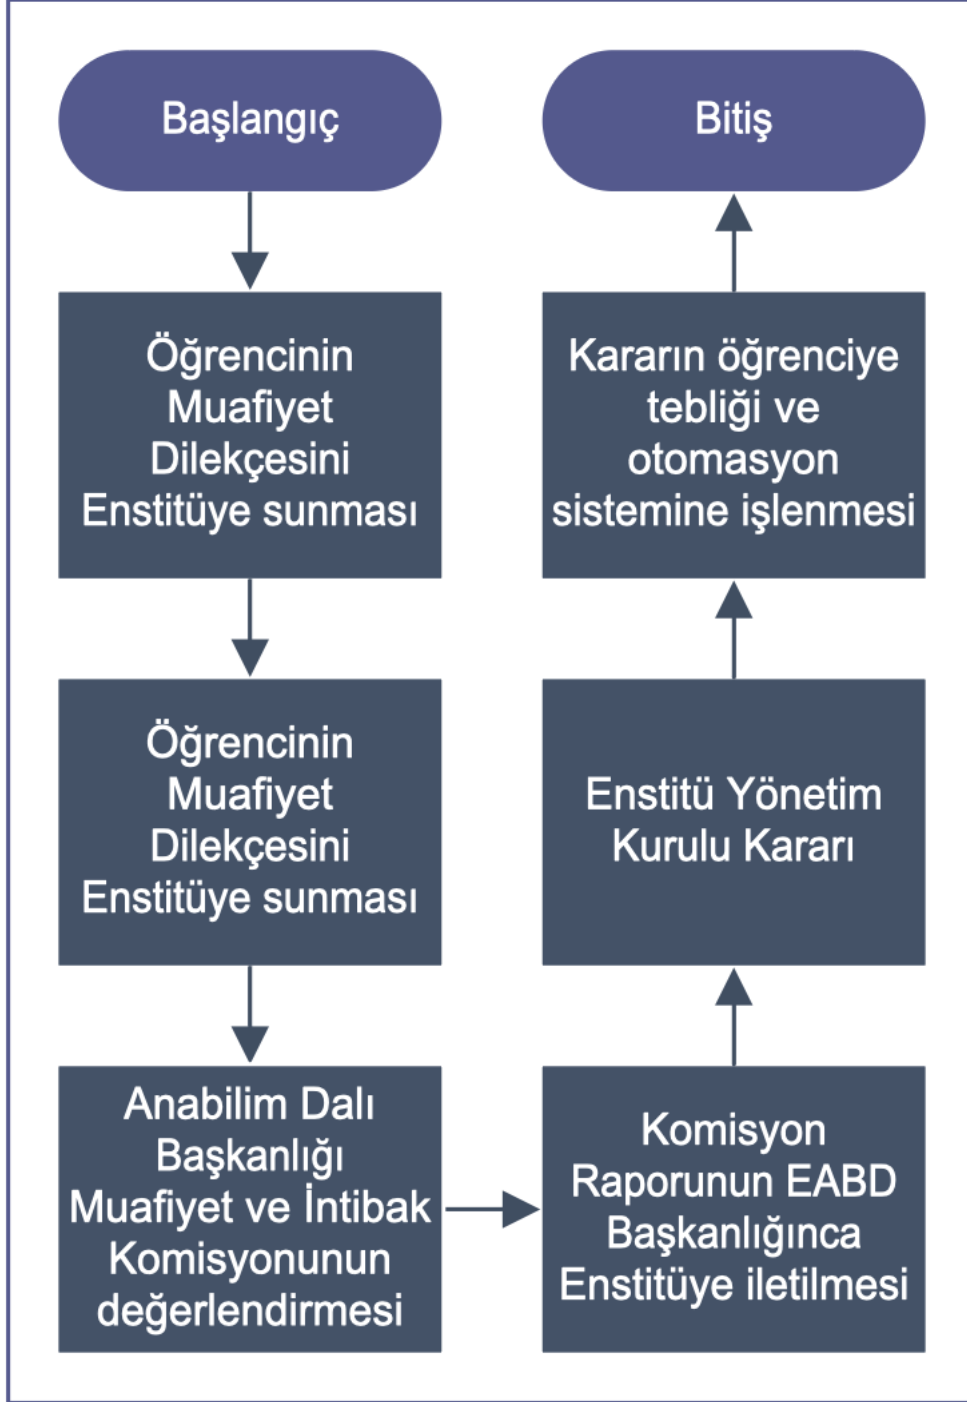 Başlangıç
Öğrencinin
Muafiyet
Dilekçesini
Enstitüye sunması
Öğrencinin
Muafiyet
Dilekçesini
Enstitüye sunması
Anabilim Dalı
Başkanlığı
Muafiyet ve İntibak
Komisyonunun
değerlendirmesi
Komisyon
Raporunun EABD
Başkanlığınca
Enstitüye iletilmesi
Enstitü Yönetim
Kurulu Kararı
Kararın öğrenciye
tebliği ve
otomasyon
sistemine işlenmesi
Bitiş